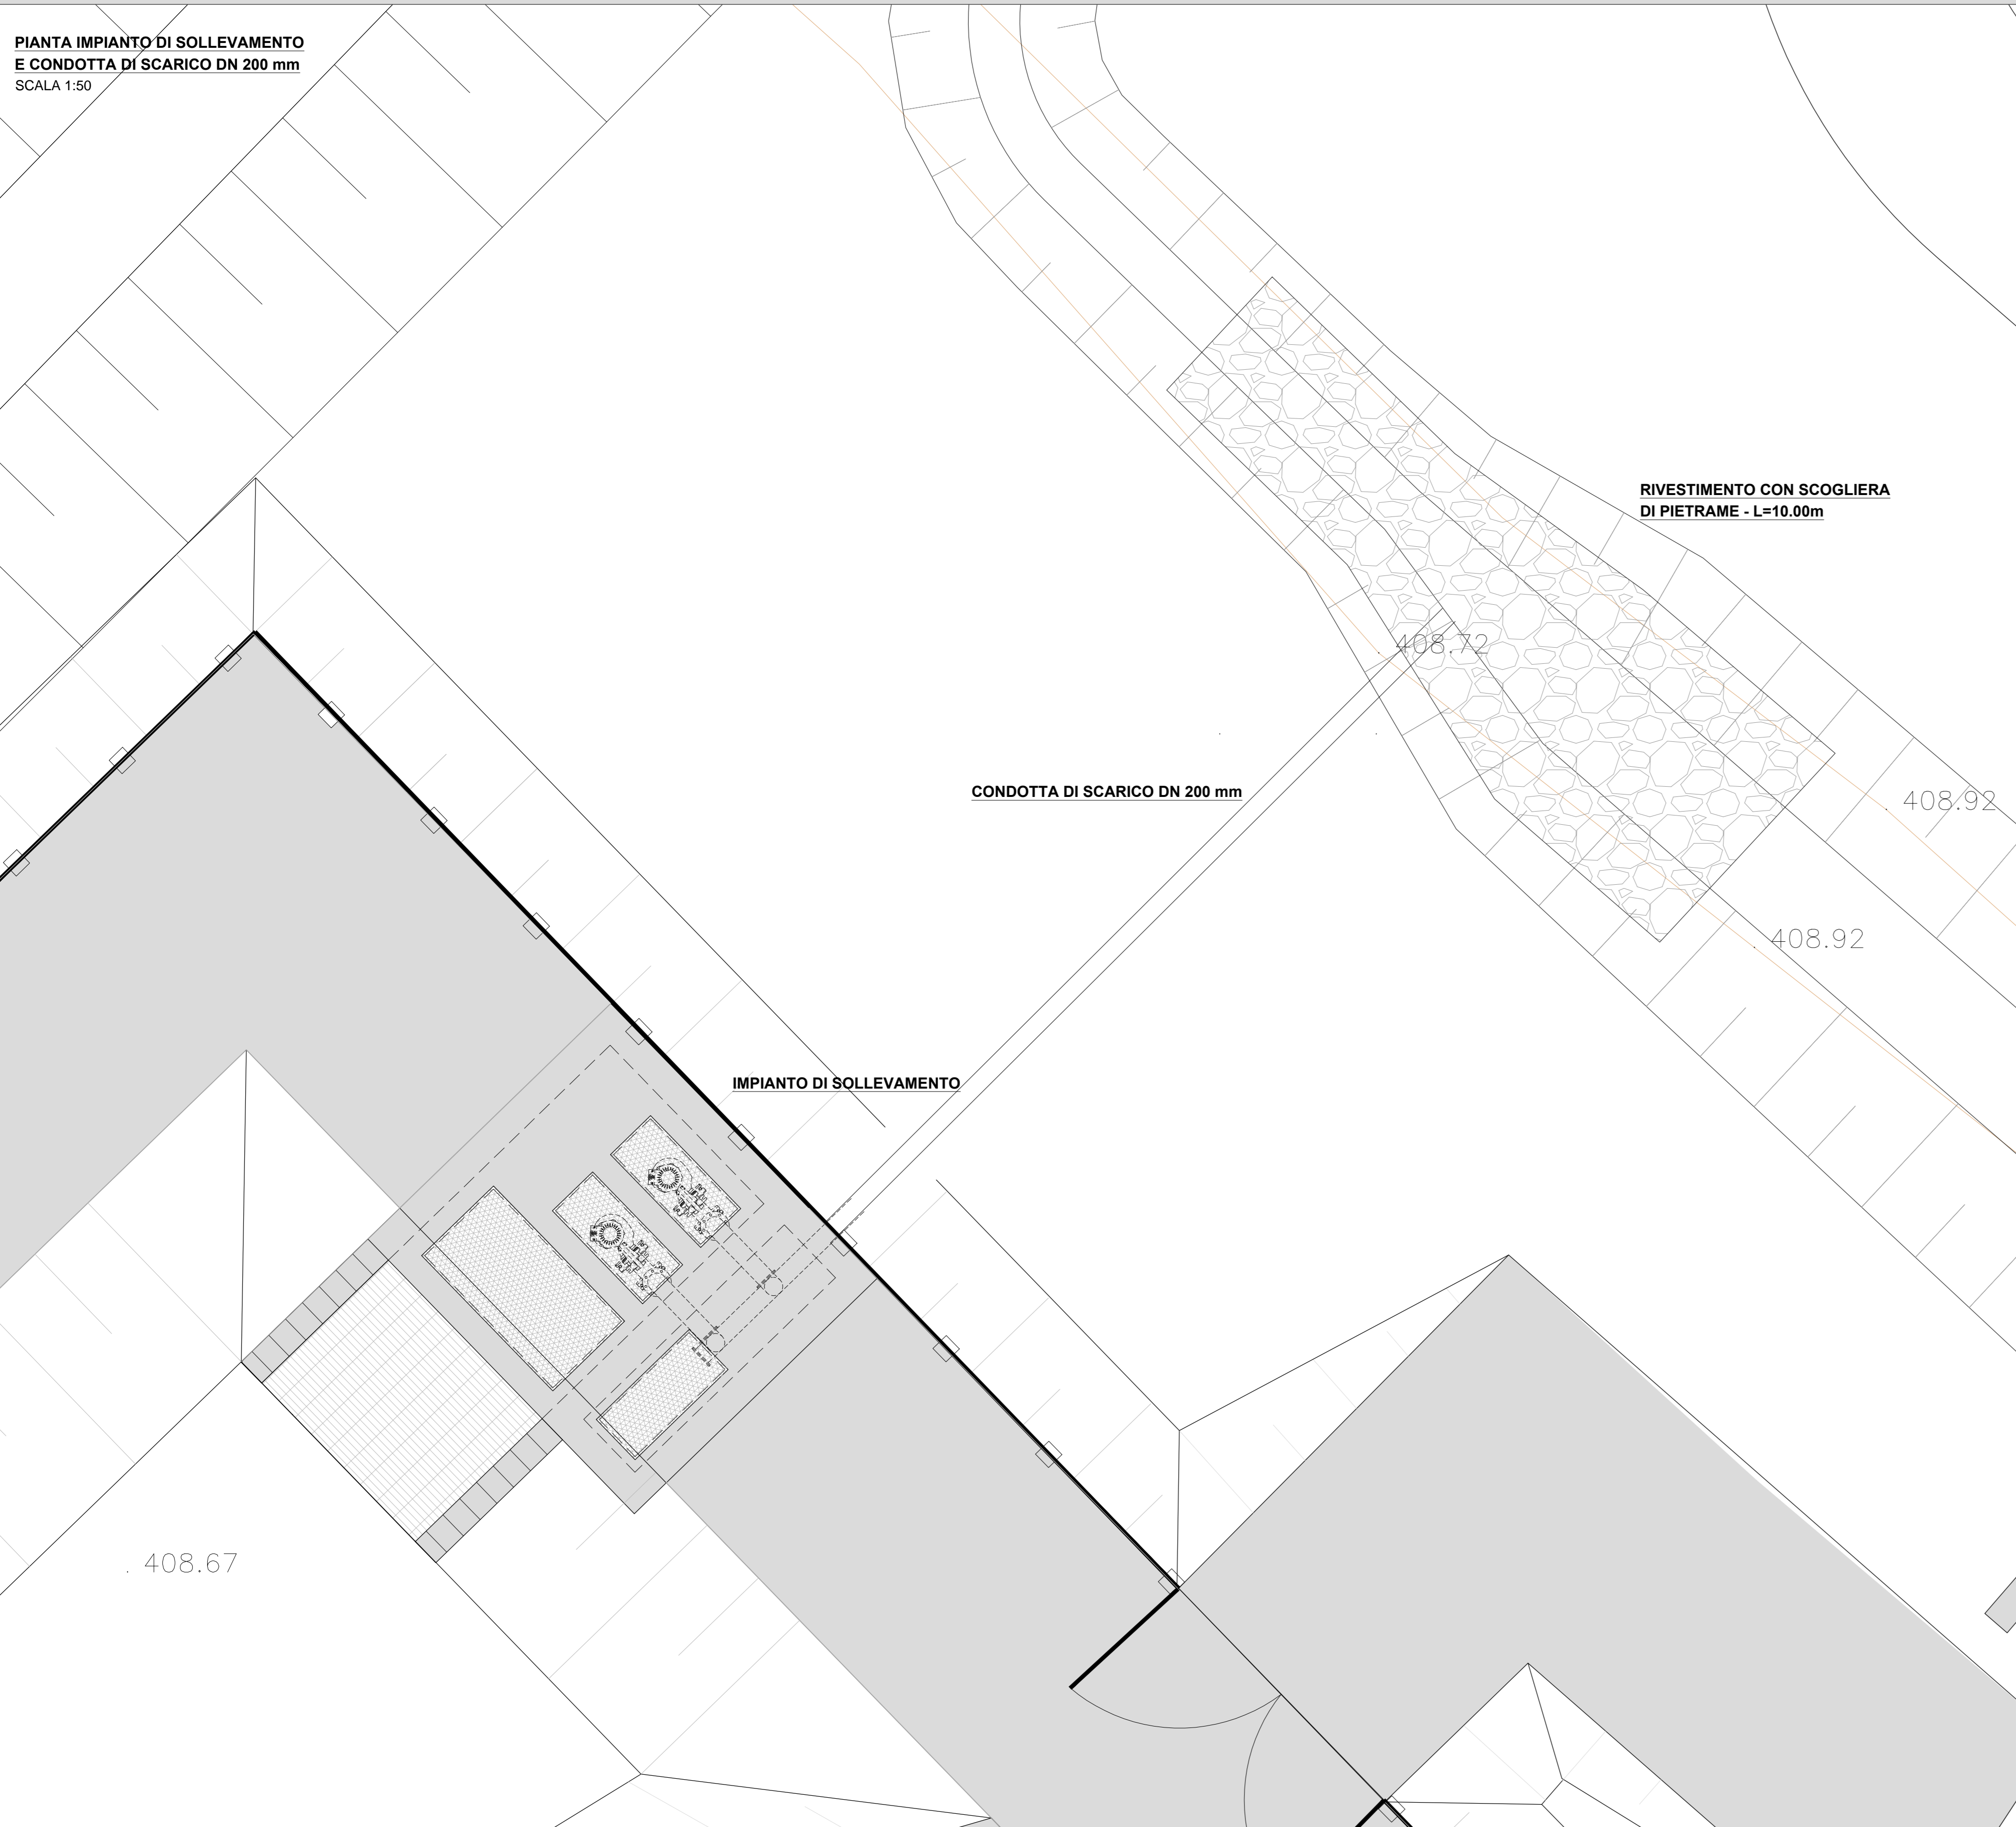 PIANTA IMPIANTO DI SOLLEVAMENTO
E CONDOTTA DI SCARICO DN 200 mm
SCALA 1:50
RIVESTIMENTO CON SCOGLIERA
DI PIETRAME - L=10.00m
. 408.72
CONDOTTA DI SCARICO DN 200 mm
. 408.92
. 408.92
IMPIANTO DI SOLLEVAMENTO
. 408.67